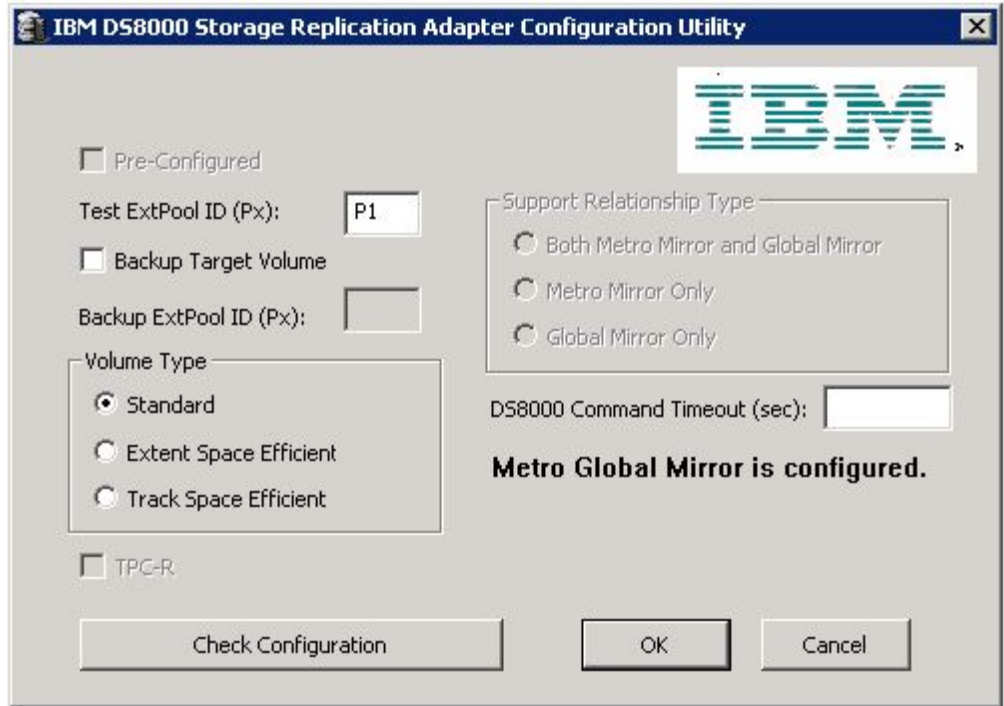 IBM DS8000 Storage Replication Adapter Configuration Utility
IBM.
Pre-Configured
Test ExtPool ID (Px): P1
Backup Target Volume
Backup ExtPool ID (Px):
Volume Type
Standard
Extent Space Efficient
Track Space Efficient
TPC-R
Support Relationship Type
Both Metro Mirror and Global Mirror
Metro Mirror Only
Global Mirror Only
DS8000 Command Timeout (sec):
Metro Global Mirror is configured.
Check Configuration
OK
Cancel